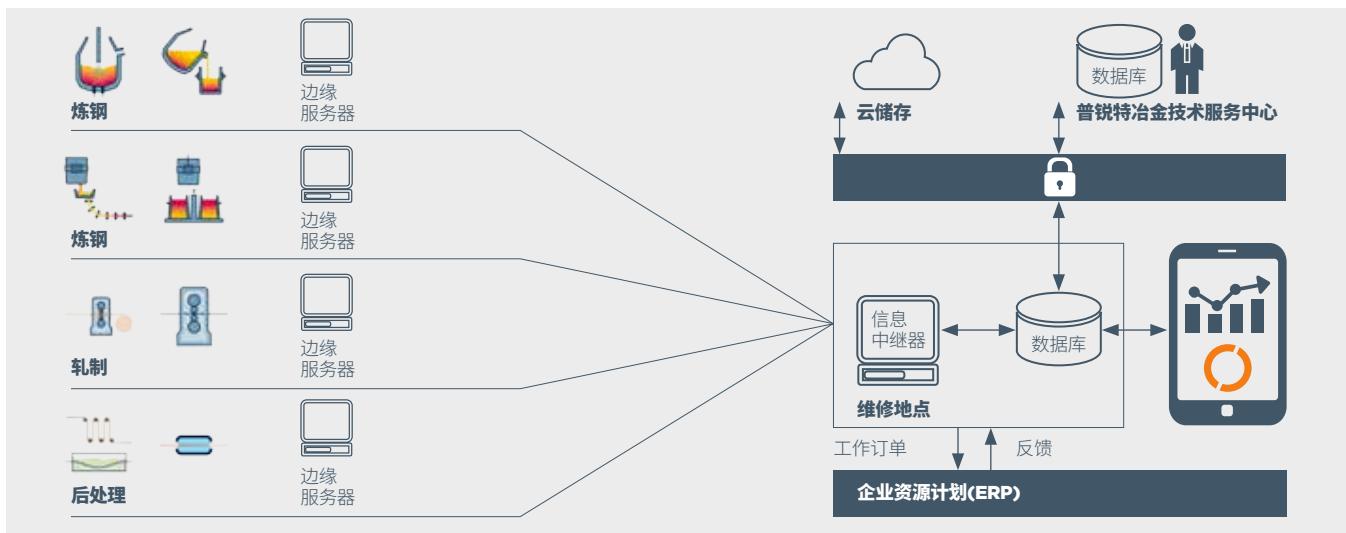 炼钢
边缘
服务器
炼钢
边缘
服务器
轧制
边缘
服务器
后处理
边缘
服务器
云储存
数据库
普锐特冶金技术服务中心
信息
中继器
数据库
维修地点
工作订单
反馈
企业资源计划(ERP)